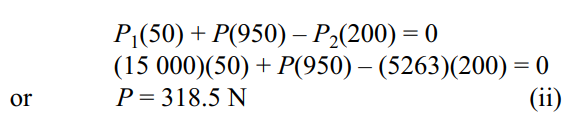 P₁(50) + P(950) – P₂(200) = 0
(15 000)(50) + P(950) – (5263)(200) = 0
or P = 318.5 N (ii)